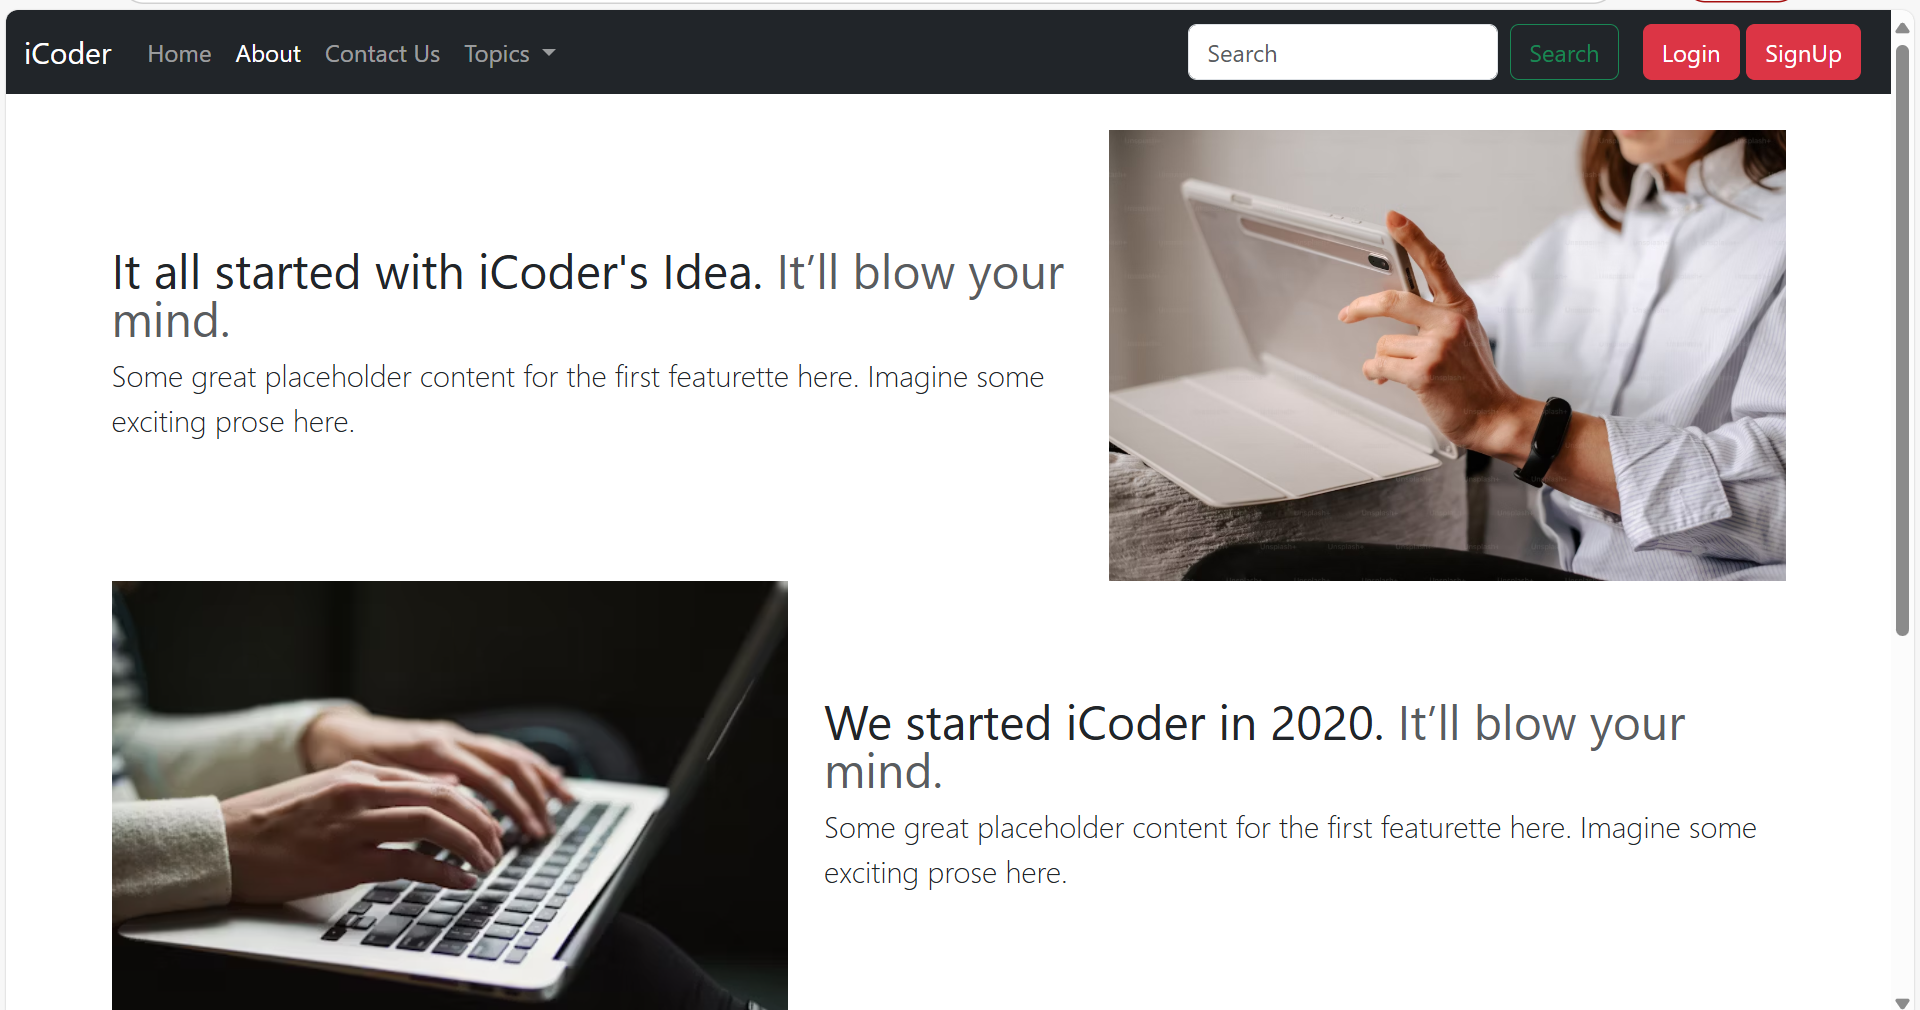 iCoder Home About Contact Us Topics Search Search Login SignUp
It all started with iCoder's Idea. It’ll blow your
mind.
Some great placeholder content for the first featurette here. Imagine some
exciting prose here.
We started iCoder in 2020. It’ll blow your
mind.
Some great placeholder content for the first featurette here. Imagine some
exciting prose here.